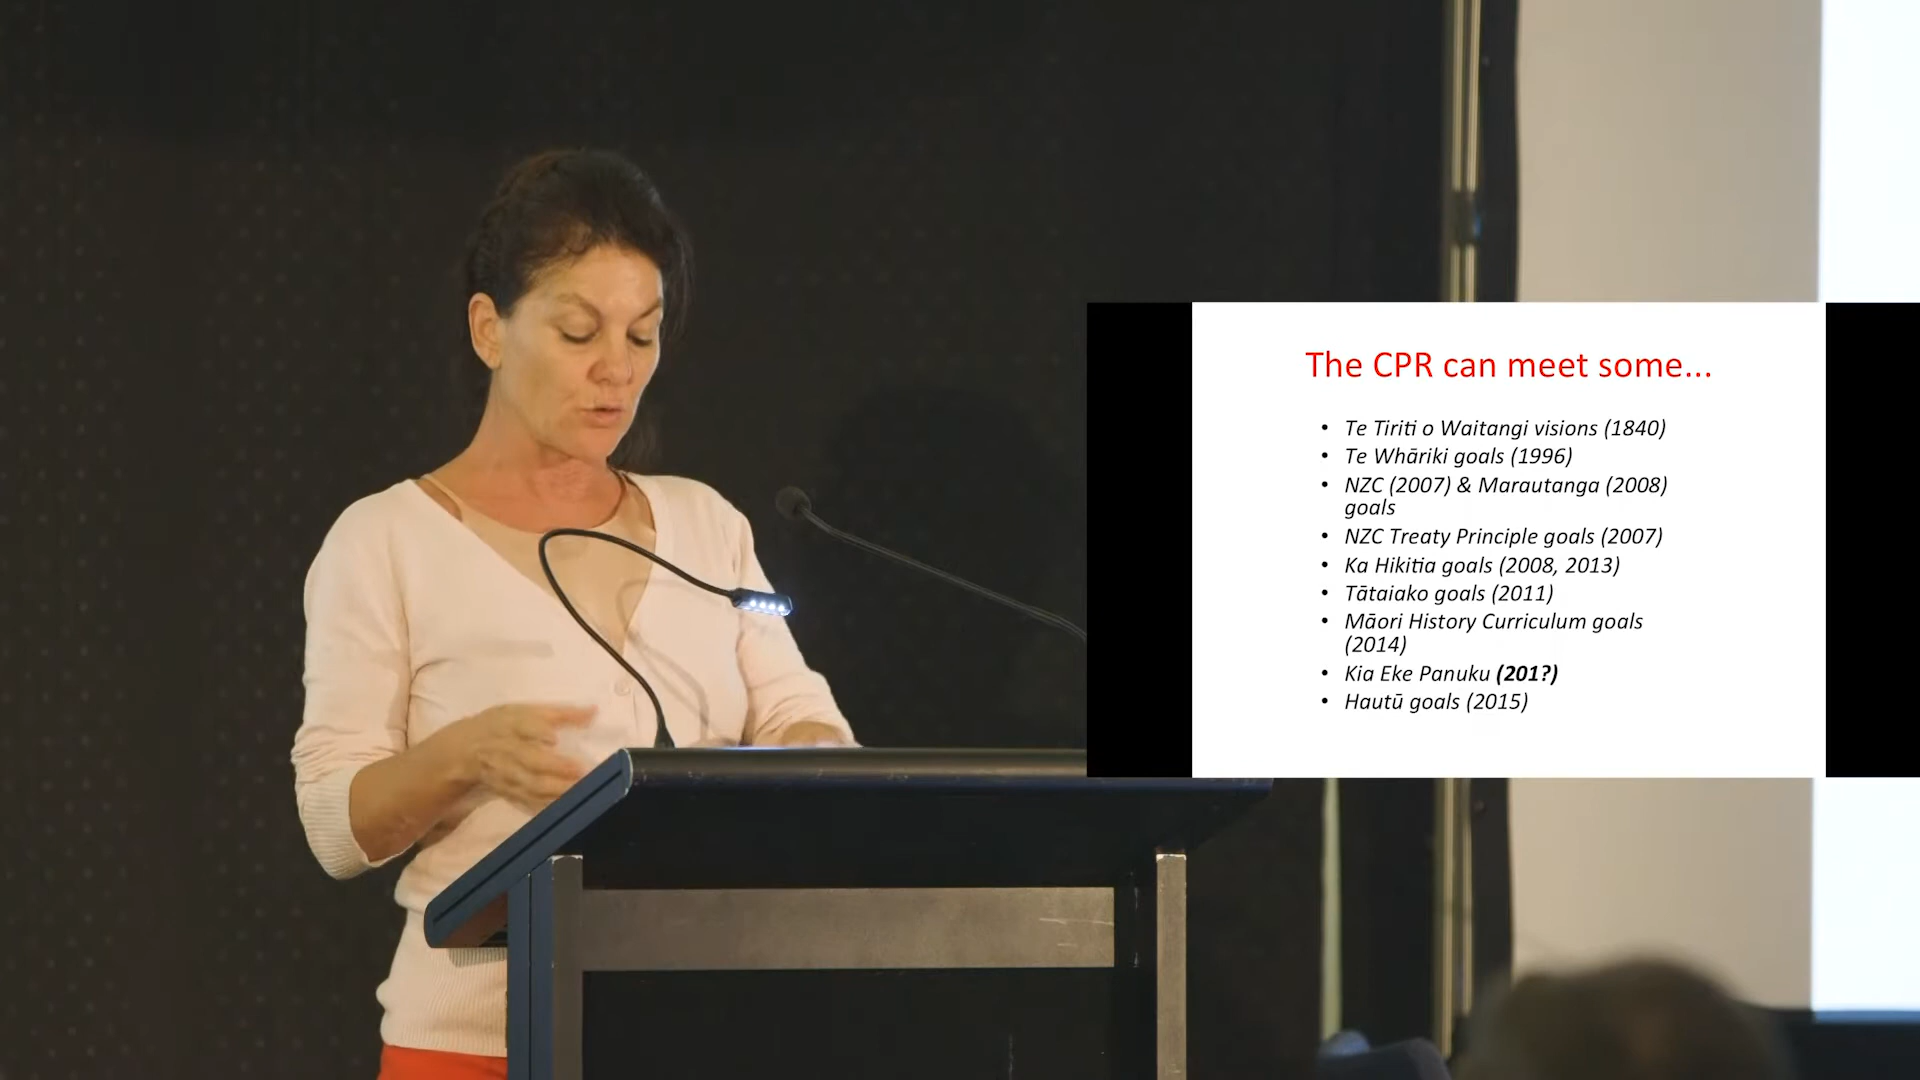 The CPR can meet some...
• Te Tiriti o Waitangi visions (1840)
• Te Whāriki goals (1996)
• NZC (2007) & Marautanga (2008)
goals
• NZC Treaty Principle goals (2007)
• Ka Hikitia goals (2008, 2013)
• Tātaiako goals (2011)
• Māori History Curriculum goals
(2014)
• Kia Eke Panuku (201?)
• Hautū goals (2015)